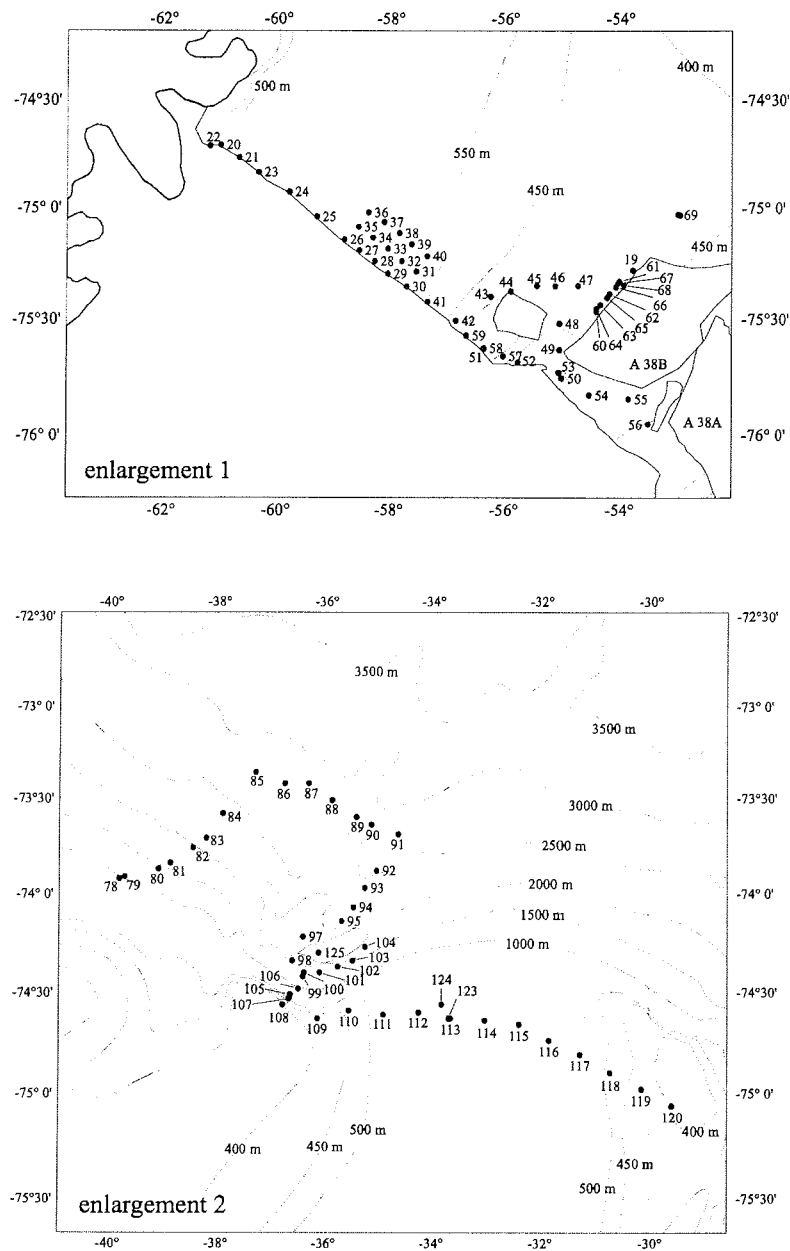 -62° -60° -58° -56° -54°
500 m
400 m
-74°30' -74°30'
550 m
22 20
21
23
450 m
24
-75° 0' -75° 0'
25
36
37
69
35
34
38
450 m
26
33
39
27
40
19
61
28
32
67
31
68
29
45 46 47
44
30
43
66
41
62
-75°30' -75°30'
42
48
65
59
63
60 64
58
49
51
57
52
A 38B
53
50
54
55
A 38A
56
-76° 0' -76° 0'
enlargement 1
-62° -60° -58° -56° -54°
-40° -38° -36° -34° -32° -30°
-72°30' -72°30'
3500 m
-73° 0' -73° 0'
3500 m
85 86 87
88
-73°30' -73°30'
3000 m
84
89
90
83
91
82
2500 m
81
80
92
78 79
2000 m
-74° 0' -74° 0'
93
94
1500 m
95
97
1000 m
104
125
98
103
102
106
101
124
100
123
-74°30' -74°30'
105
99
107
108
109
110
111
112
113
114
115
116
117
118
-75° 0' -75° 0'
119
120
500 m
400 m
450 m
400 m
450 m
500 m
-75°30' -75°30'
enlargement 2
-40° -38° -36° -34° -32° -30°